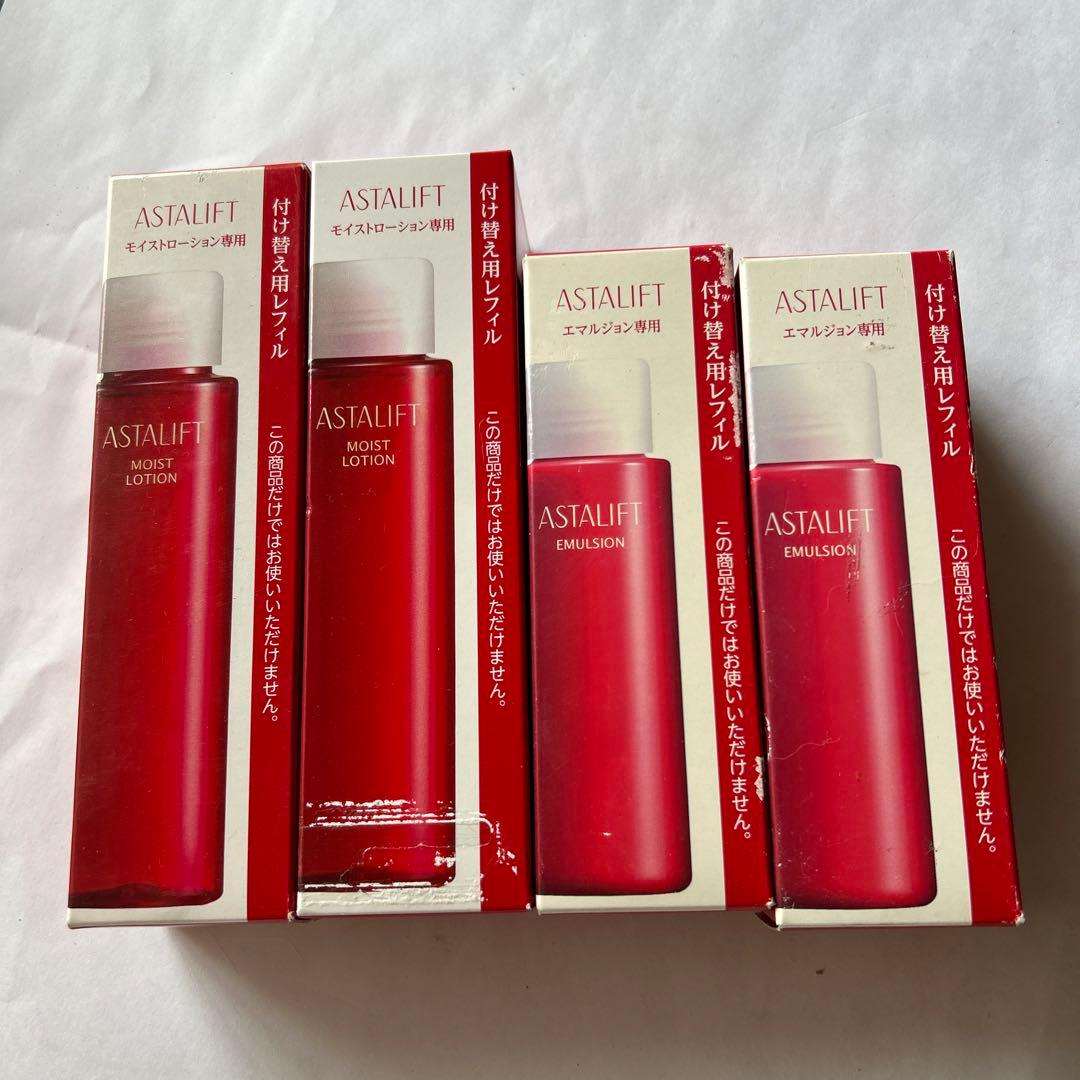 ASTALIFT
モイストローション専用
付け替え用レフィル
この商品だけではお使いいただけません。
ASTALIFT
MOIST
LOTION
ASTALIFT
モイストローション専用
付け替え用レフィル
この商品だけではお使いいただけません。
ASTALIFT
MOIST
LOTION
ASTALIFT
エマルジョン専用
付け替え用レフィル
この商品だけではお使いいただけません。
ASTALIFT
EMULSION
ASTALIFT
エマルジョン専用
付け替え用レフィル
この商品だけではお使いいただけません。
ASTALIFT
EMULSION